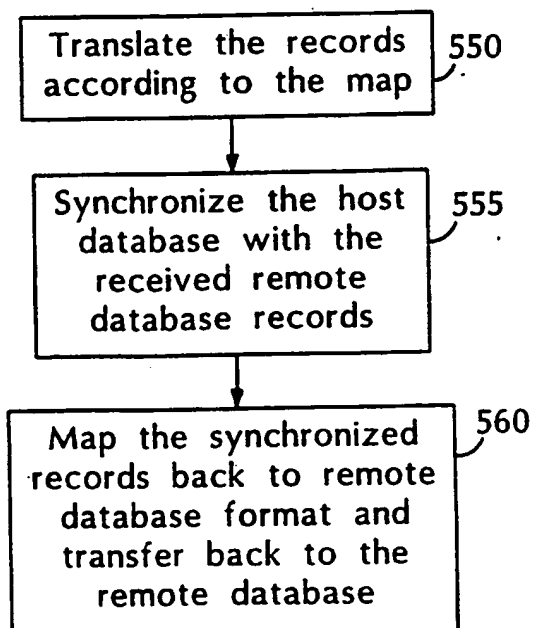 Translate the records
according to the map
550
Synchronize the host
database with the
received remote
database records
555
Map the synchronized
records back to remote
database format and
transfer back to the
remote database
560